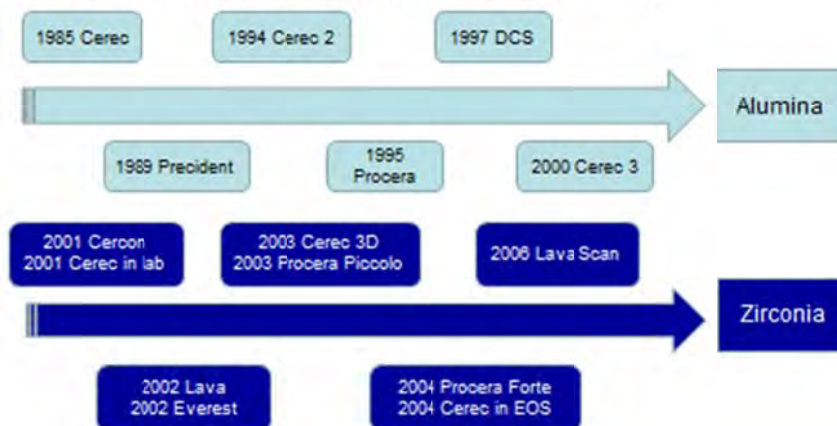 1985 Cerec
1994 Cerec 2
1997 DCS
Alumina
1989 Precident
1995
Procera
2000 Cerec 3
2001 Cercon
2001 Cerec in lab
2003 Cerec 3D
2003 Procera Piccolo
2006 Lava Scan
Zirconia
2002 Lava
2002 Everest
2004 Procera Forte
2004 Cerec in EOS